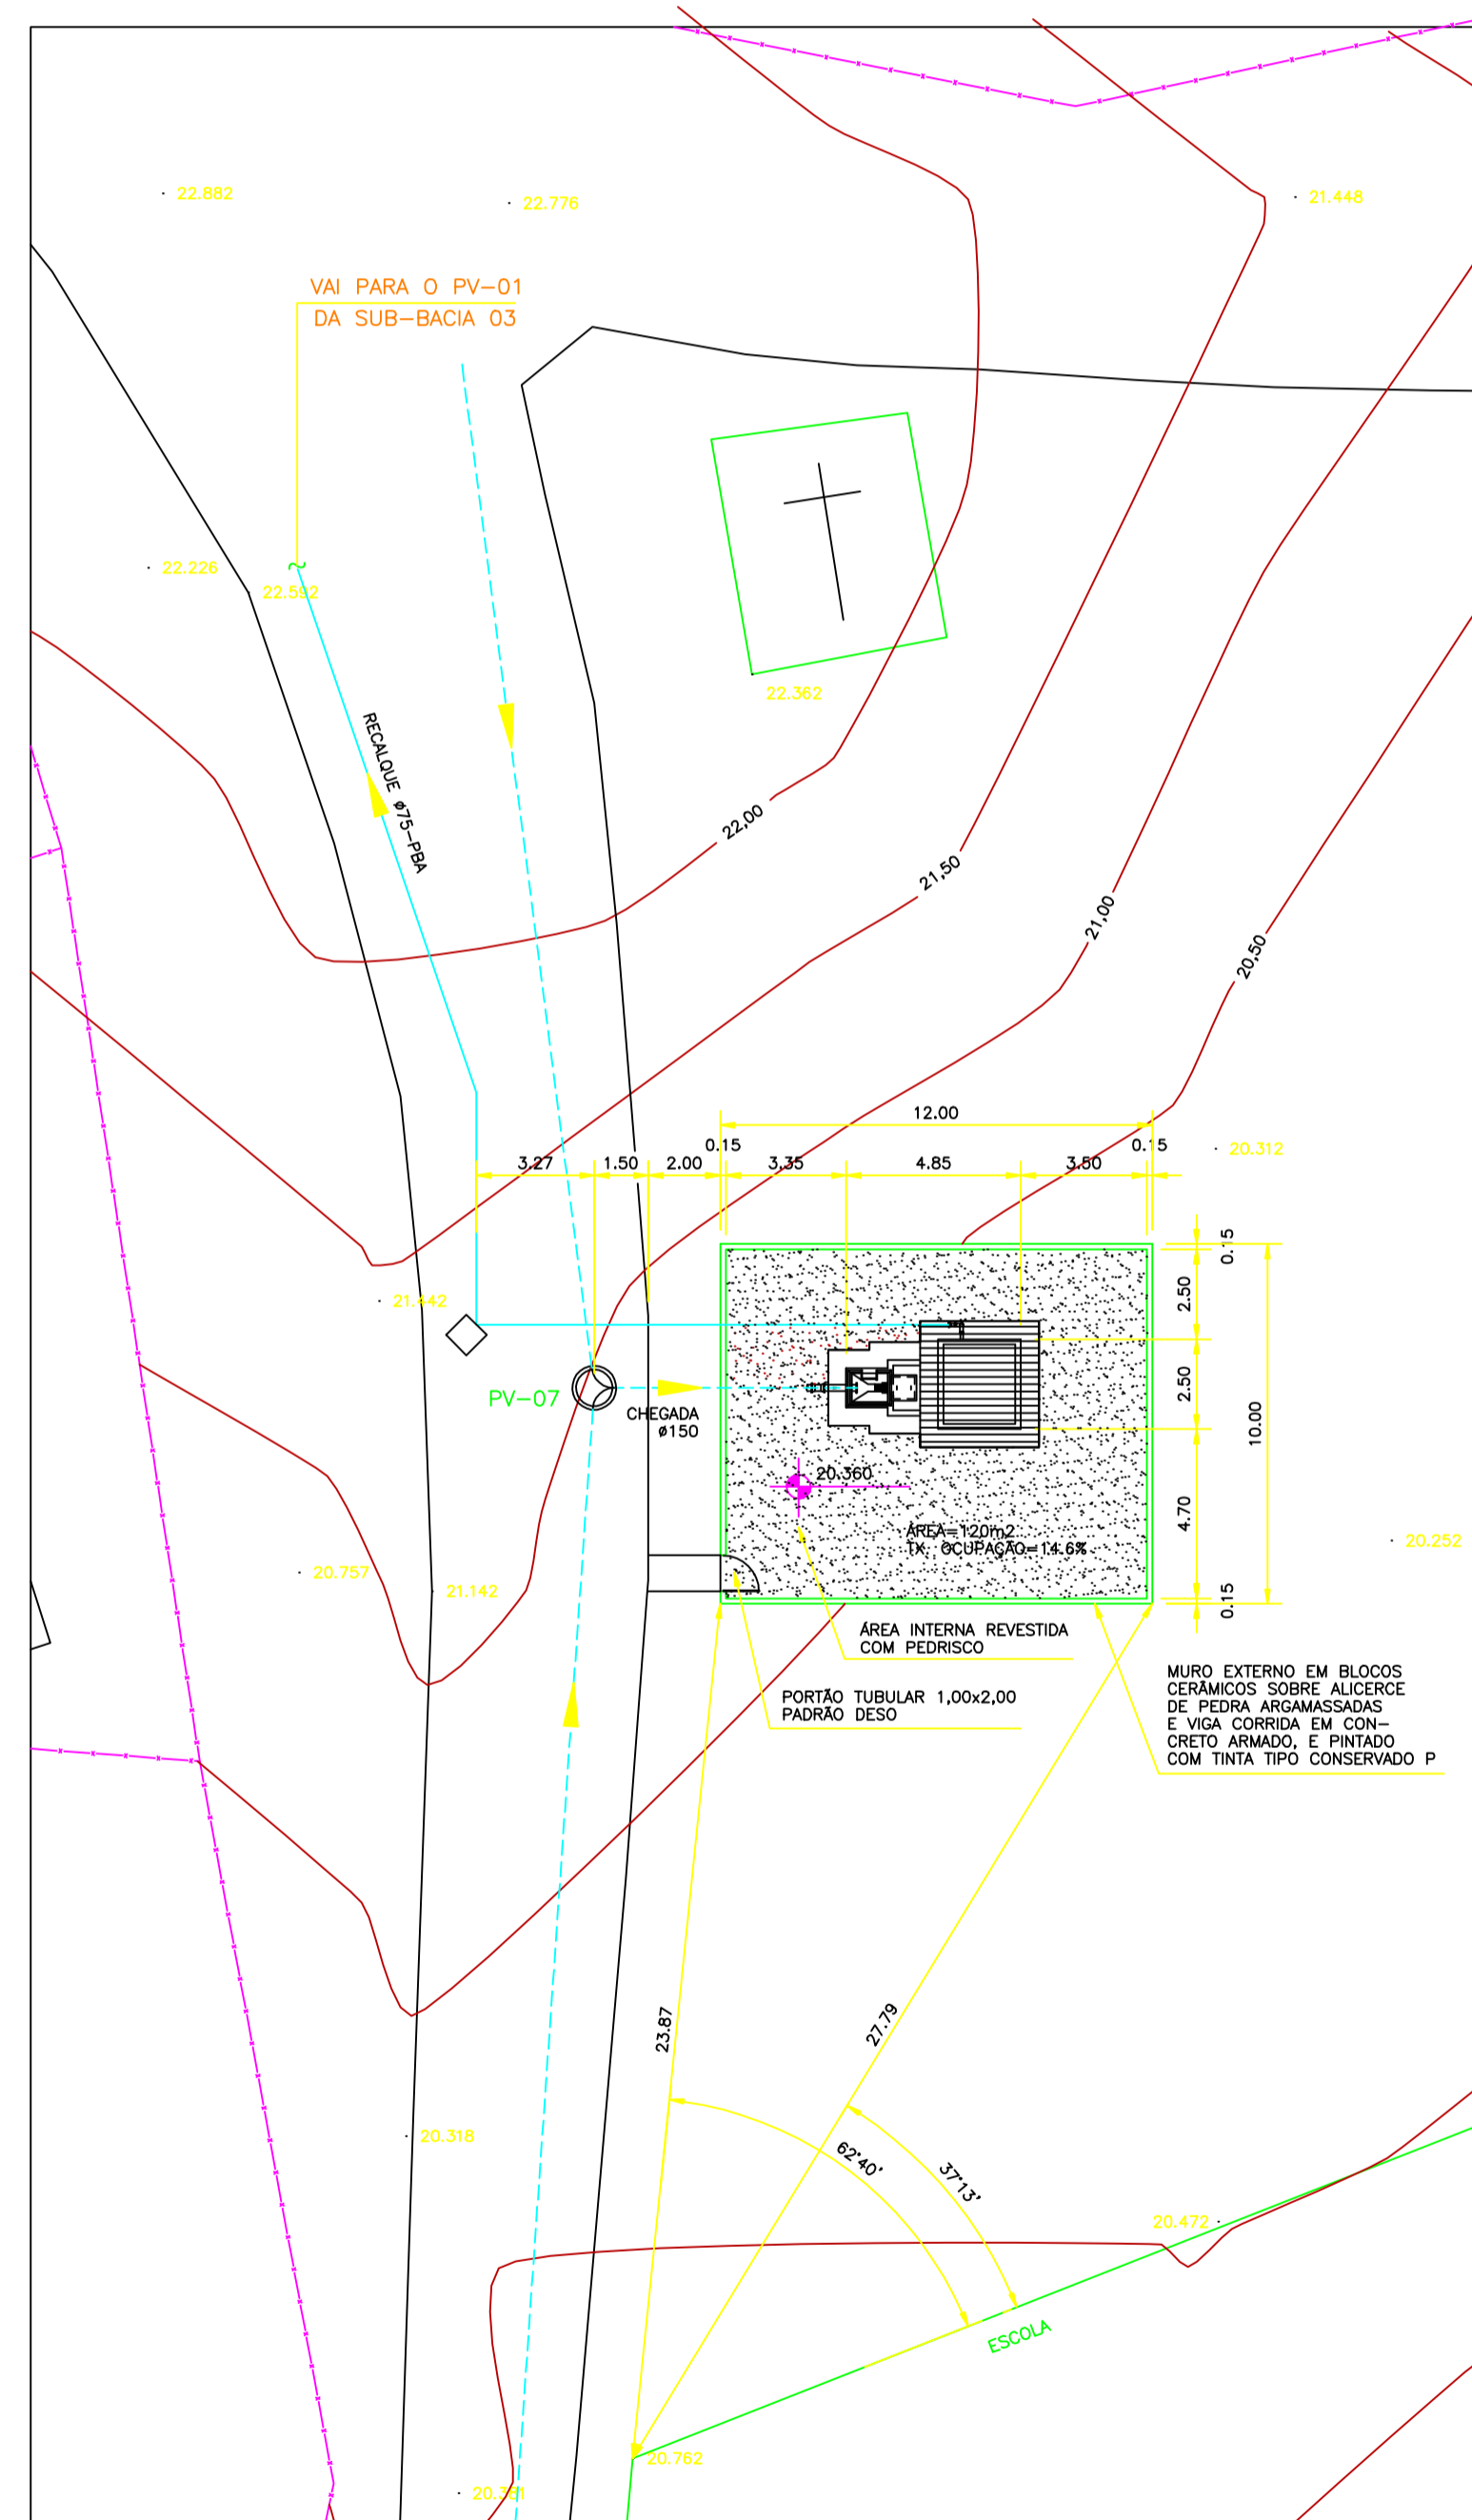 22.882
22.776
21.448
VAI PARA O PV-01
DA SUB-BACIA 03
22.226
22.592
22.362
RECALQUE ø75-PBA
22,00
21,50
21,00
20,50
12.00
0.15
0.15
3.27
1.50
2.00
3.35
4.85
3.50
20.312
0.15
2.50
2.50
10.00
4.70
0.15
21.442
PV-07
CHEGADA
ø150
20.360
ÁREA=120m2
TX. OCUPAÇÃO=14.6%
20.252
20.757
21.142
ÁREA INTERNA REVESTIDA
COM PEDRISCO
PORTÃO TUBULAR 1,00x2,00
PADRÃO DESO
MURO EXTERNO EM BLOCOS
CERÂMICOS SOBRE ALICERCE
DE PEDRA ARGAMASSADAS
E VIGA CORRIDA EM CON-
CRETO ARMADO, E PINTADO
COM TINTA TIPO CONSERVADO P
23.87
27.79
62°40'
37°13'
20.318
20.472
ESCOLA
20.762
20.381